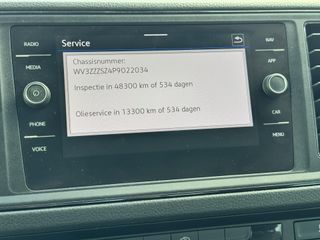 Service
RADIO
MEDIA
PHONE
VOICE
Chassisnummer:
WV3ZZZSZ4P9022034
Inspectie in 48300 km of 534 dagen
Olieservice in 13300 km of 534 dagen
NAV
APP
CAR
MENU